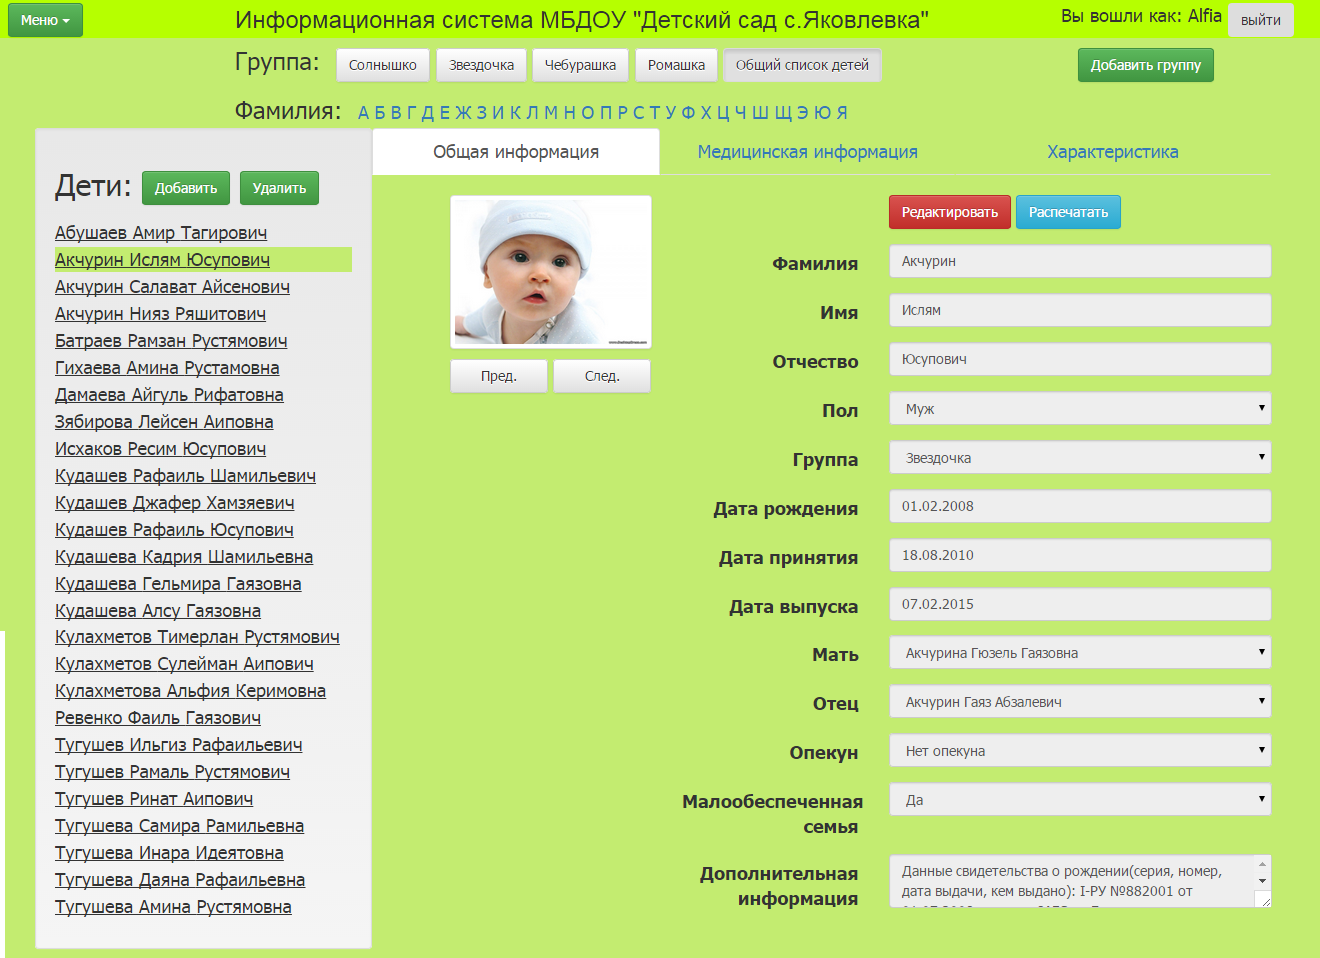 Меню
Информационная система МБДОУ "Детский сад с.Яковлевка"
Вы вошли как: Alfia
выйти
Группа:
Солнышко
Звездочка
Чебурашка
Ромашка
Общий список детей
Добавить группу
Фамилия:
А Б В Г Д Е Ж З И К Л М Н О П Р С Т У Ф Х Ц Ч Ш Щ Э Ю Я
Дети:
Добавить
Удалить
Абушаев Амир Тагирович
Акчурин Ислям Юсупович
Акчурин Салават Айсенович
Акчурин Нияз Ряшитович
Батраев Рамзан Рустямович
Гихаева Амина Рустамовна
Дамаева Айгуль Рифатовна
Зябирова Лейсен Аиповна
Исхаков Ресим Юсупович
Кудашев Рафаиль Шамильевич
Кудашев Джафер Хамзяевич
Кудашев Рафаиль Юсупович
Кудашева Кадрия Шамильевна
Кудашева Гельмира Гаязовна
Кудашева Алсу Гаязовна
Кулахметов Тимерлан Рустямович
Кулахметов Сулейман Аипович
Кулахметова Альфия Керимовна
Ревенко Фаиль Гаязович
Тугушев Ильгиз Рафаильевич
Тугушев Рамаль Рустямович
Тугушев Ринат Аипович
Тугушева Самира Рамильевна
Тугушева Инара Идеятовна
Тугушева Даяна Рафаильевна
Тугушева Амина Рустямовна
Общая информация
Медицинская информация
Характеристика
Пред.
След.
Редактировать
Распечатать
Фамилия
Акчурин
Имя
Ислям
Отчество
Юсупович
Пол
Муж
Группа
Звездочка
Дата рождения
01.02.2008
Дата принятия
18.08.2010
Дата выпуска
07.02.2015
Мать
Акчурина Гюзель Гаязовна
Отец
Акчурин Гаяз Абзалевич
Опекун
Нет опекуна
Малообеспеченная
семья
Да
Дополнительная
информация
Данные свидетельства о рождении(серия, номер,
дата выдачи, кем выдано): I-РУ №882001 от